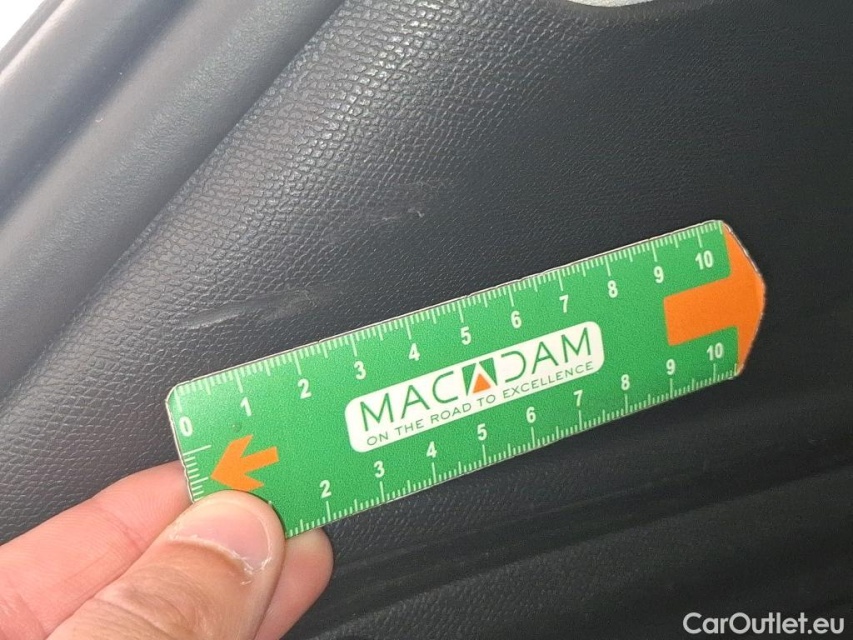 0 1 2 3 4 5 6 7 8 9 10
MACADAM
ON THE ROAD TO EXCELLENCE
2 3 4 5 6 7 8 9 10
CarOutlet.eu